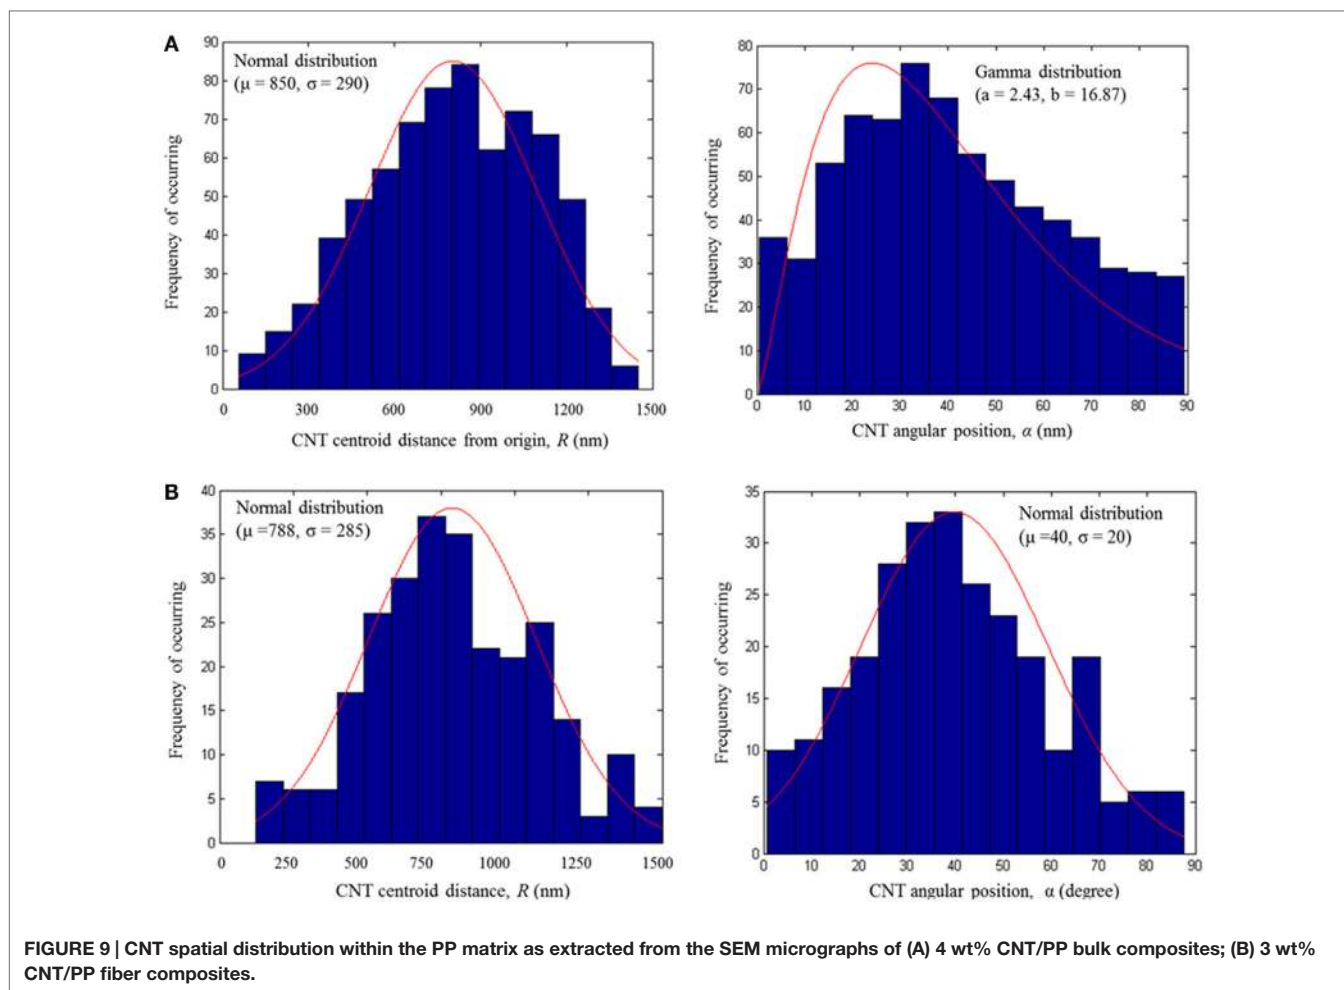 A
Normal distribution
(μ = 850, σ = 290)
Frequency of occurring
90
80
70
60
50
40
30
20
10
0
0 300 600 900 1200 1500
CNT centroid distance from origin, R (nm)
Gamma distribution
(a = 2.43, b = 16.87)
Frequency of occurring
80
70
60
50
40
30
20
10
0
0 10 20 30 40 50 60 70 80 90
CNT angular position, α (nm)
B
Normal distribution
(μ =788, σ = 285)
Frequency of occurring
40
35
30
25
20
15
10
5
0
0 250 500 750 1000 1250 1500
CNT centroid distance, R (nm)
Normal distribution
(μ =40, σ = 20)
Frequency of occurring
35
30
25
20
15
10
5
0
0 10 20 30 40 50 60 70 80 90
CNT angular position, α (degree)
FIGURE 9 | CNT spatial distribution within the PP matrix as extracted from the SEM micrographs of (A) 4 wt% CNT/PP bulk composites; (B) 3 wt%
CNT/PP fiber composites.